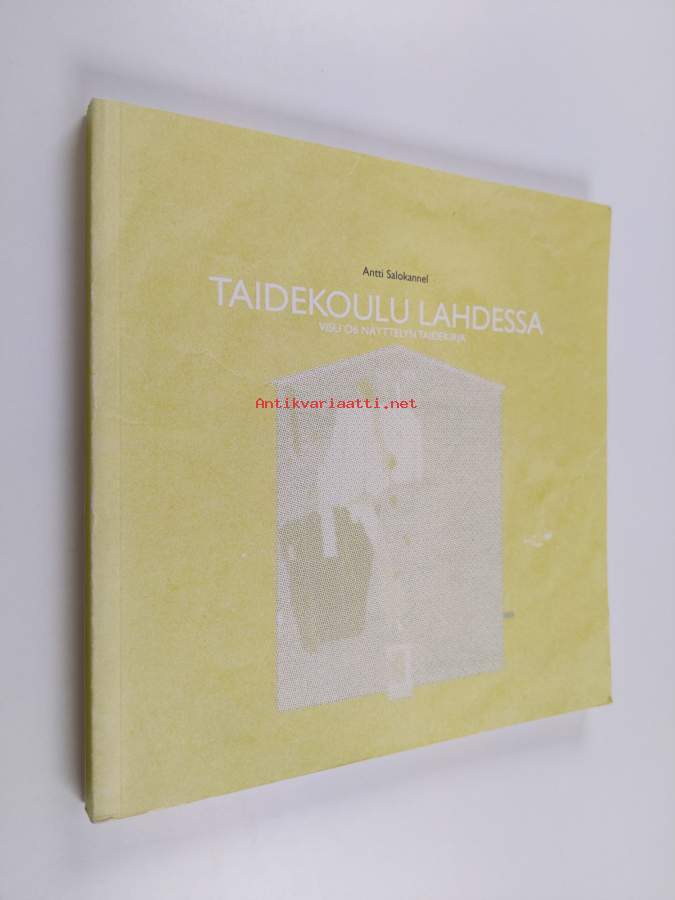 Antti Salokannel
TAIDEKOULU LAHDESSA
VISU 06 NÄYTTELYN TAIDEKIRJA
Antikvariaatti.net